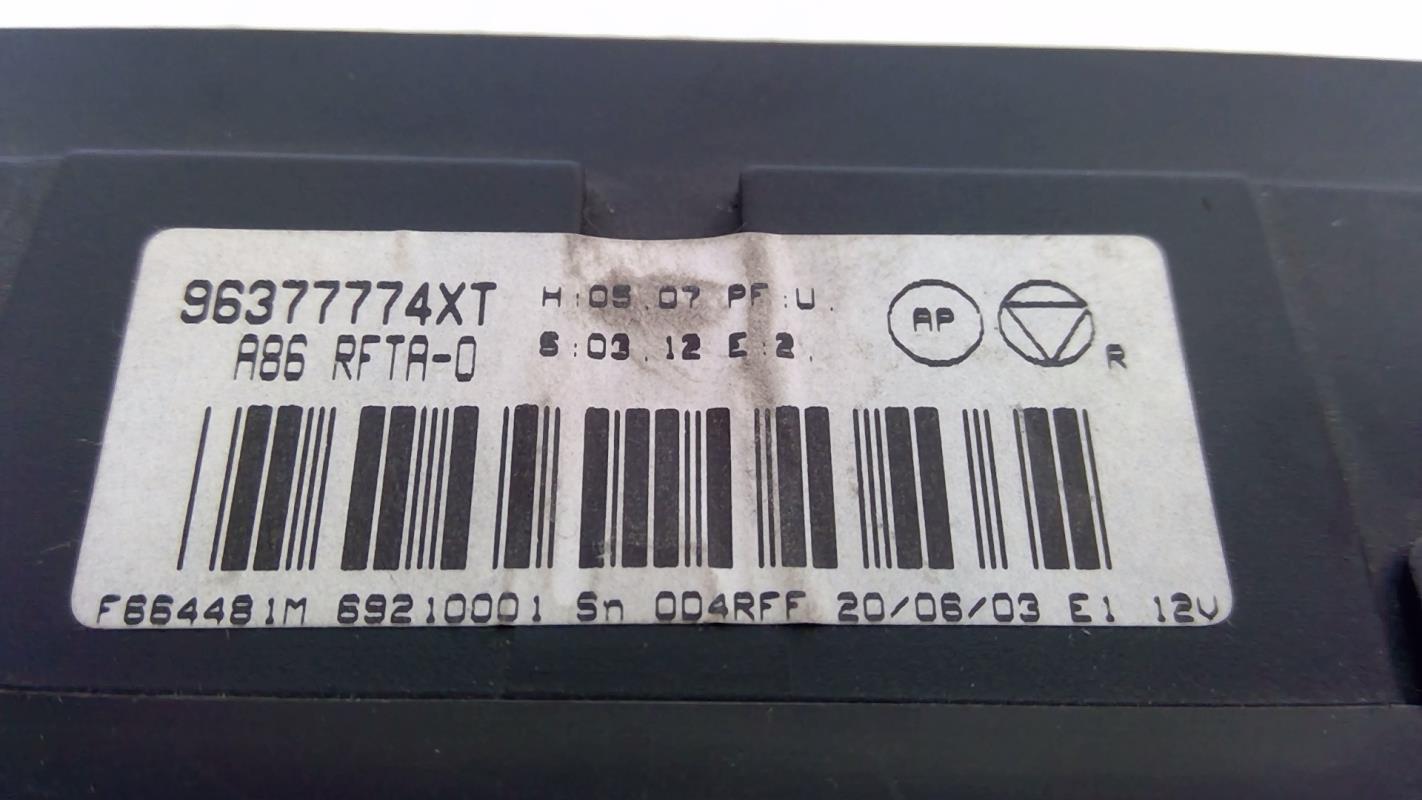 96377774XT H:05.07 PF:U.
A86 RFTA-0 S:03.12 E:2.
AP R
F664481M 69210001 Sn 004RFF 20/06/03 E1 12V